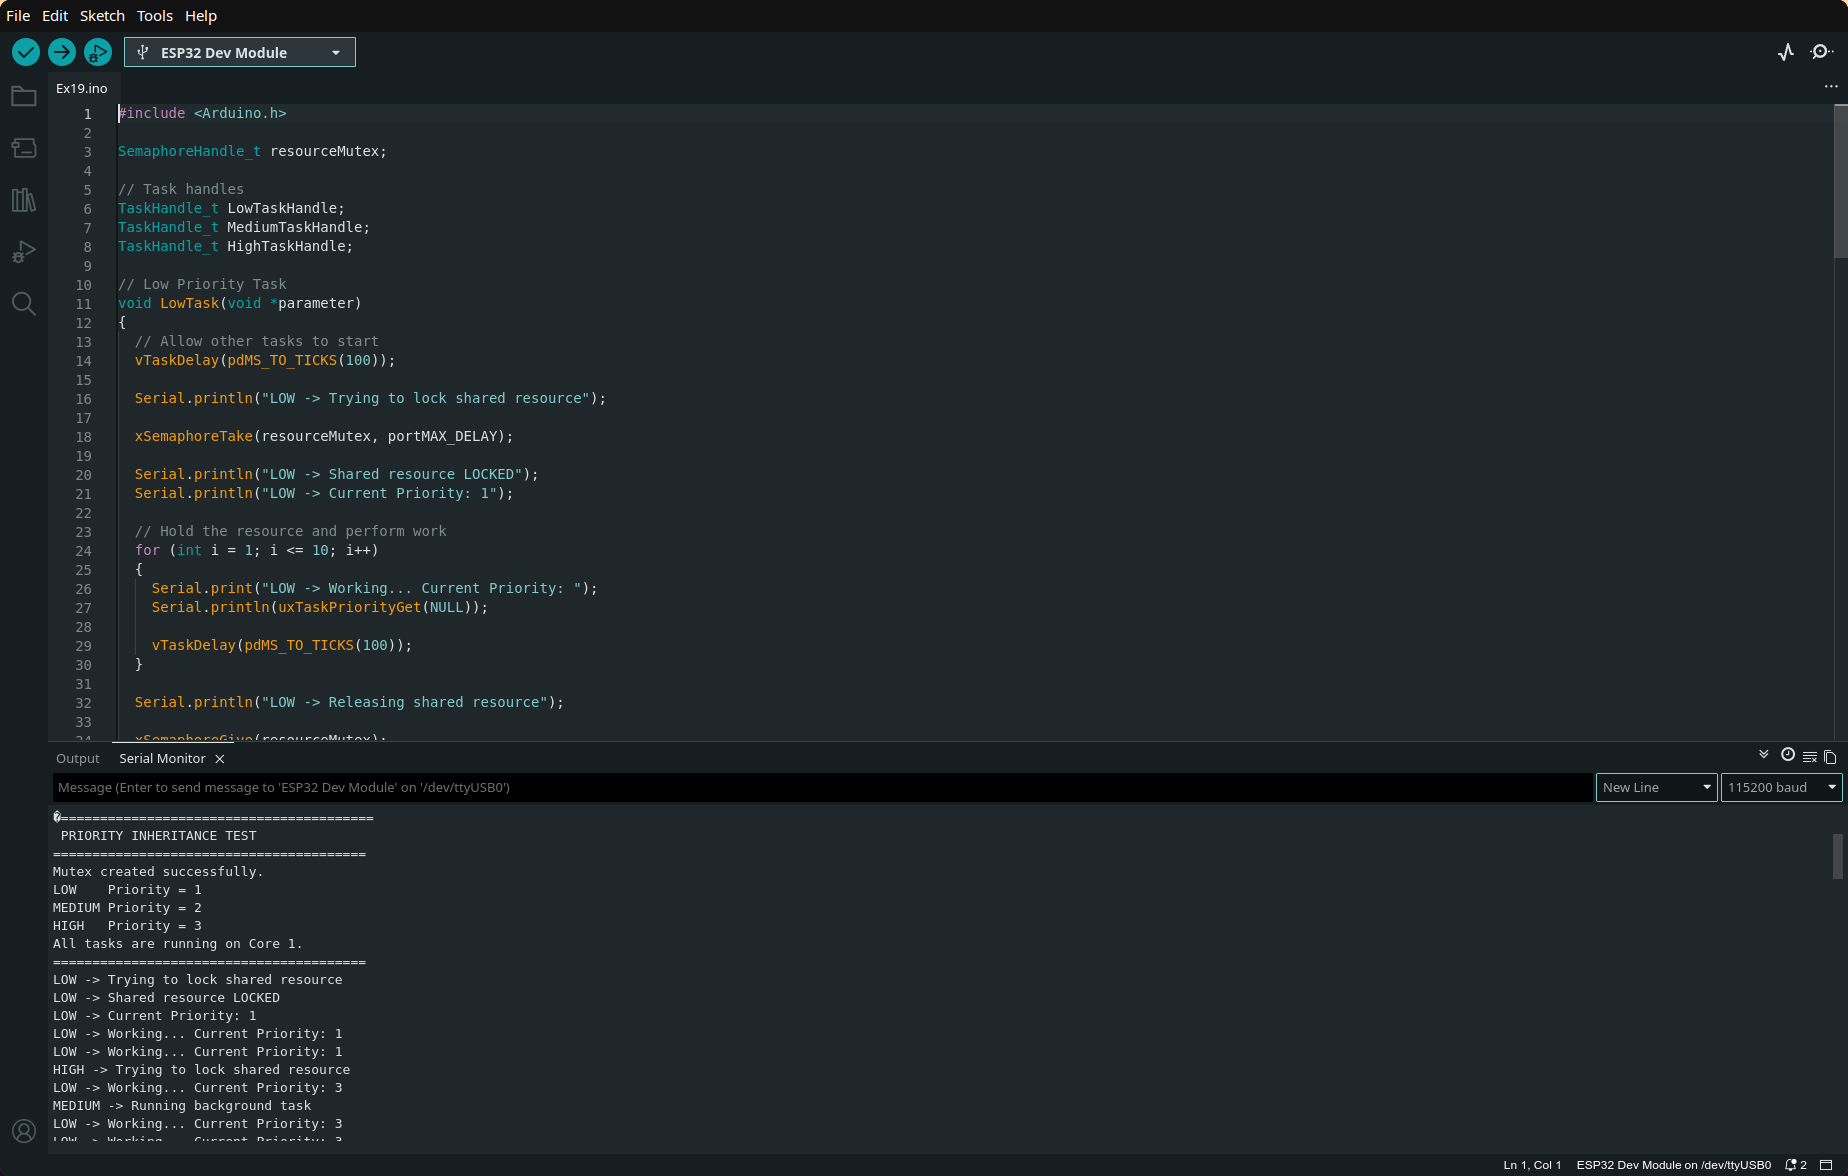 File Edit Sketch Tools Help
ESP32 Dev Module
Ex19.ino
1 #include <Arduino.h>
2
3 SemaphoreHandle_t resourceMutex;
4
5 // Task handles
6 TaskHandle_t LowTaskHandle;
7 TaskHandle_t MediumTaskHandle;
8 TaskHandle_t HighTaskHandle;
9
10 // Low Priority Task
11 void LowTask(void *parameter)
12 {
13   // Allow other tasks to start
14   vTaskDelay(pdMS_TO_TICKS(100));
15
16   Serial.println("LOW -> Trying to lock shared resource");
17
18   xSemaphoreTake(resourceMutex, portMAX_DELAY);
19
20   Serial.println("LOW -> Shared resource LOCKED");
21   Serial.println("LOW -> Current Priority: 1");
22
23   // Hold the resource and perform work
24   for (int i = 1; i <= 10; i++)
25   {
26     Serial.print("LOW -> Working... Current Priority: ");
27     Serial.println(uxTaskPriorityGet(NULL));
28
29     vTaskDelay(pdMS_TO_TICKS(100));
30   }
31
32   Serial.println("LOW -> Releasing shared resource");
33
34   xSemaphoreGive(resourceMutex);
Output Serial Monitor
Message (Enter to send message to 'ESP32 Dev Module' on '/dev/ttyUSB0') New Line 115200 baud
�========================================
 PRIORITY INHERITANCE TEST
========================================
Mutex created successfully.
LOW    Priority = 1
MEDIUM Priority = 2
HIGH   Priority = 3
All tasks are running on Core 1.
========================================
LOW -> Trying to lock shared resource
LOW -> Shared resource LOCKED
LOW -> Current Priority: 1
LOW -> Working... Current Priority: 1
LOW -> Working... Current Priority: 1
HIGH -> Trying to lock shared resource
LOW -> Working... Current Priority: 3
MEDIUM -> Running background task
LOW -> Working... Current Priority: 3
LOW -> Working... Current Priority: 3
Ln 1, Col 1 ESP32 Dev Module on /dev/ttyUSB0 2